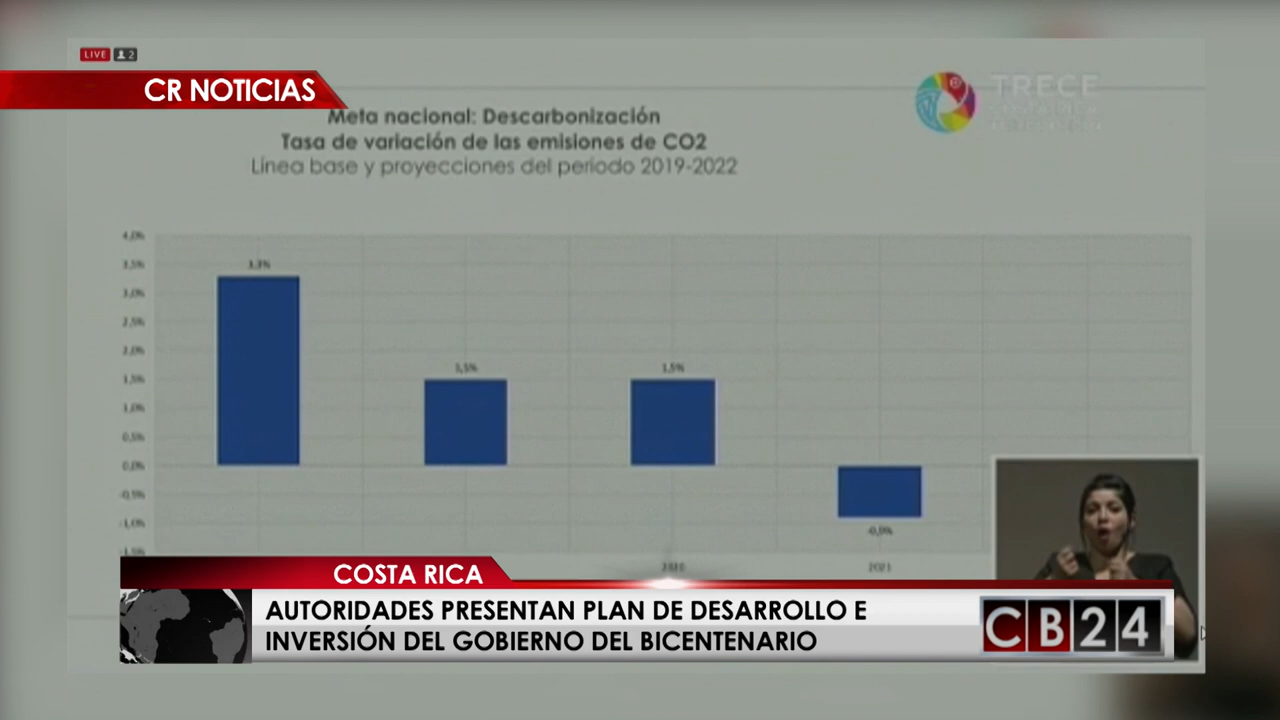 LIVE 2
CR NOTICIAS
TRECE
Meta nacional: Descarbonización
Tasa de variación de las emisiones de CO2
Línea base y proyecciones del periodo 2019-2022
4,0%
3,5%
3,0%
2,5%
2,0%
1,5%
1,0%
0,5%
0,0%
-0,5%
-1,0%
-1,5%
3,3%
1,5%
1,5%
2020
2021
COSTA RICA
AUTORIDADES PRESENTAN PLAN DE DESARROLLO E
INVERSIÓN DEL GOBIERNO DEL BICENTENARIO
CB24